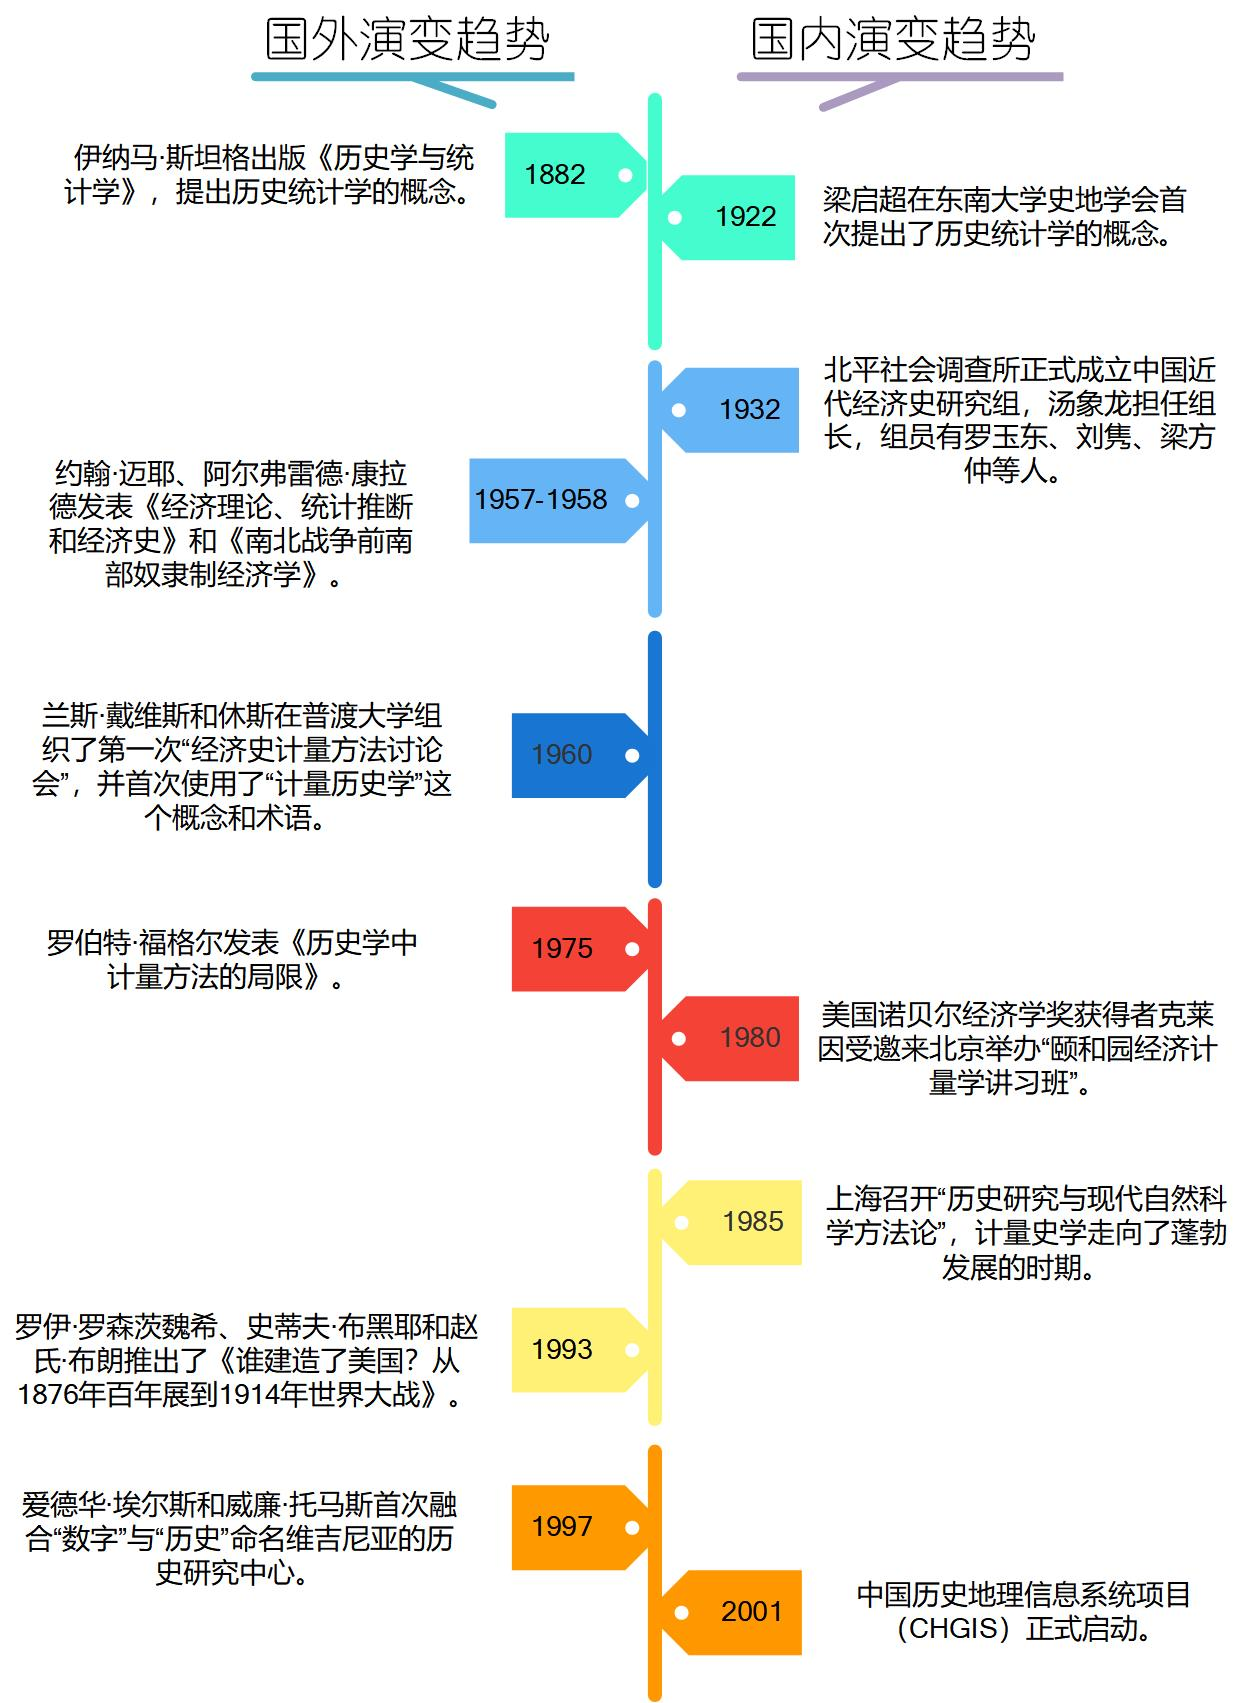 国外演变趋势
国内演变趋势
伊纳马·斯坦格出版《历史学与统
计学》，提出历史统计学的概念。
1882
1922
梁启超在东南大学史地学会首
次提出了历史统计学的概念。
1932
北平社会调查所正式成立中国近
代经济史研究组，汤象龙担任组
长，组员有罗玉东、刘隽、梁方
仲等人。
约翰·迈耶、阿尔弗雷德·康拉
德发表《经济理论、统计推断
和经济史》和《南北战争前南
部奴隶制经济学》。
1957-1958
兰斯·戴维斯和休斯在普渡大学组
织了第一次“经济史计量方法讨论
会”，并首次使用了“计量历史学”这
个概念和术语。
1960
罗伯特·福格尔发表《历史学中
计量方法的局限》。
1975
1980
美国诺贝尔经济学奖获得者克莱
因受邀来北京举办“颐和园经济计
量学讲习班”。
1985
上海召开“历史研究与现代自然科
学方法论”，计量史学走向了蓬勃
发展的时期。
罗伊·罗森茨魏希、史蒂夫·布黑耶和赵
氏·布朗推出了《谁建造了美国？从
1876年百年展到1914年世界大战》。
1993
爱德华·埃尔斯和威廉·托马斯首次融
合“数字”与“历史”命名维吉尼亚的历
史研究中心。
1997
2001
中国历史地理信息系统项目
（CHGIS）正式启动。